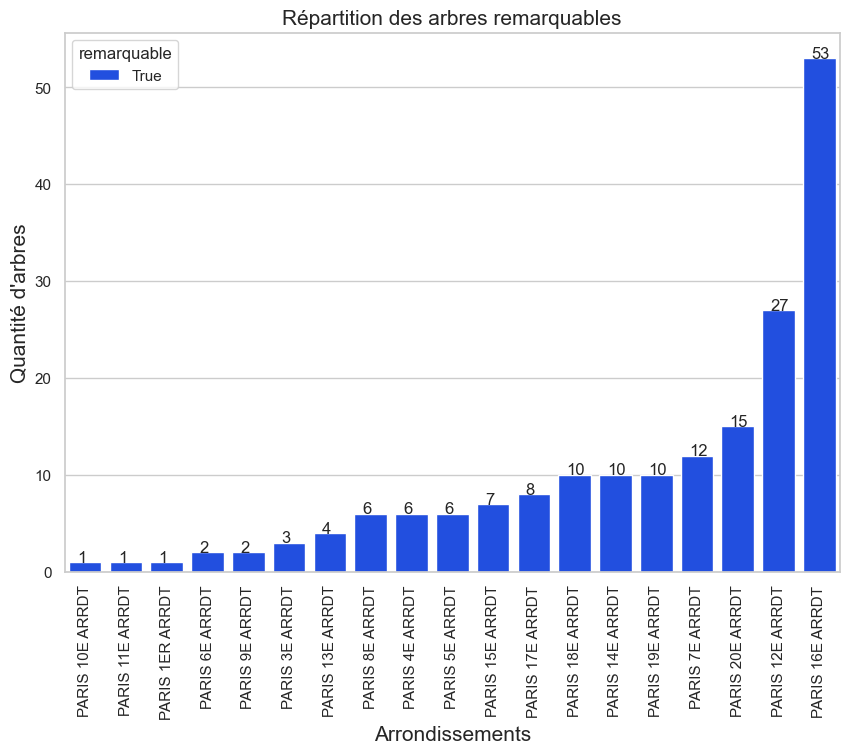 Répartition des arbres remarquables
remarquable
True
Quantité d'arbres
50
40
30
20
10
0
1
1
1
2
2
3
4
6
6
6
7
8
10
10
10
12
15
27
53
PARIS 10E ARRDT
PARIS 11E ARRDT
PARIS 1ER ARRDT
PARIS 6E ARRDT
PARIS 9E ARRDT
PARIS 3E ARRDT
PARIS 13E ARRDT
PARIS 8E ARRDT
PARIS 4E ARRDT
PARIS 5E ARRDT
PARIS 15E ARRDT
PARIS 17E ARRDT
PARIS 18E ARRDT
PARIS 14E ARRDT
PARIS 19E ARRDT
PARIS 7E ARRDT
PARIS 20E ARRDT
PARIS 12E ARRDT
PARIS 16E ARRDT
Arrondissements